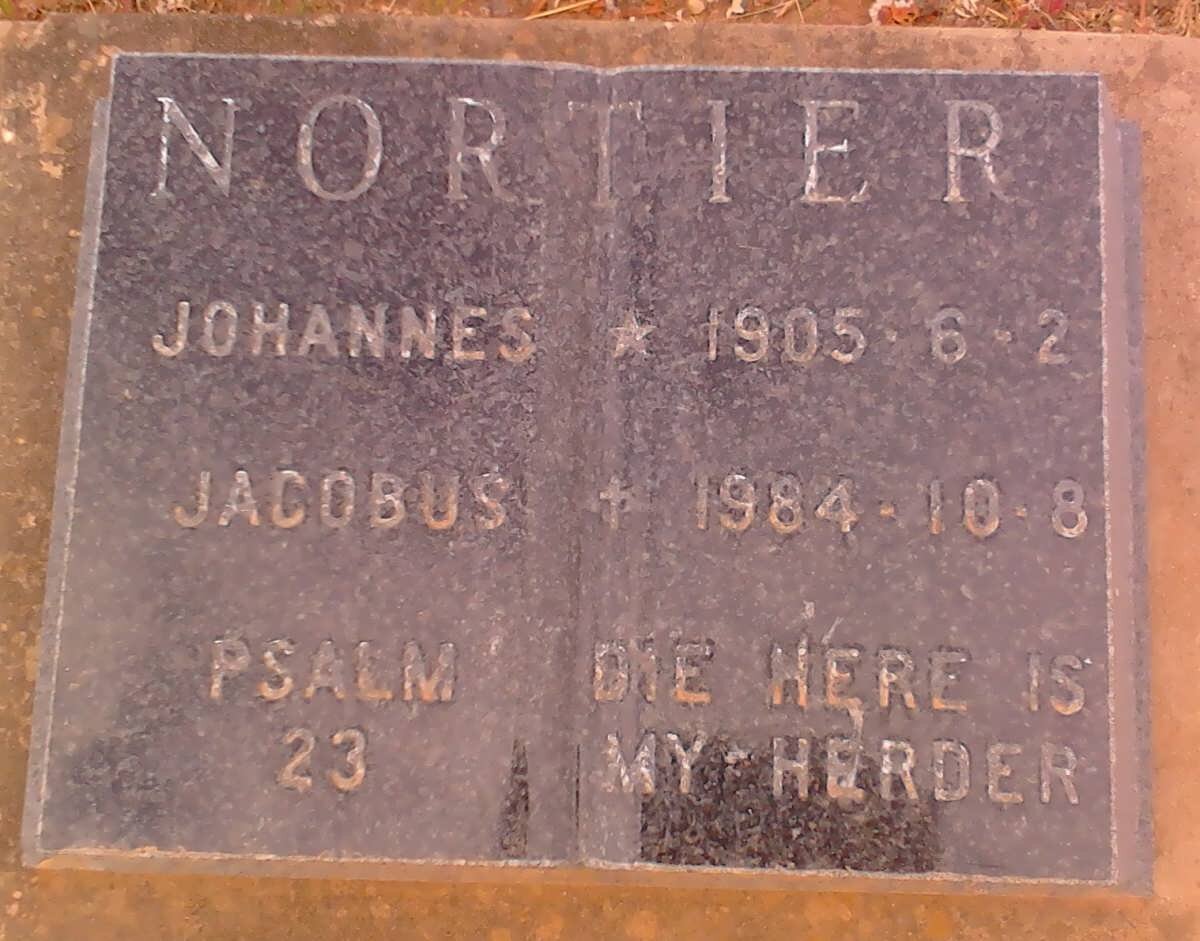 NORTIER
JOHANNES ★ 1905·6·2
JACOBUS ✝ 1984·10·8
PSALM DIE HERE IS
23 MY HERDER